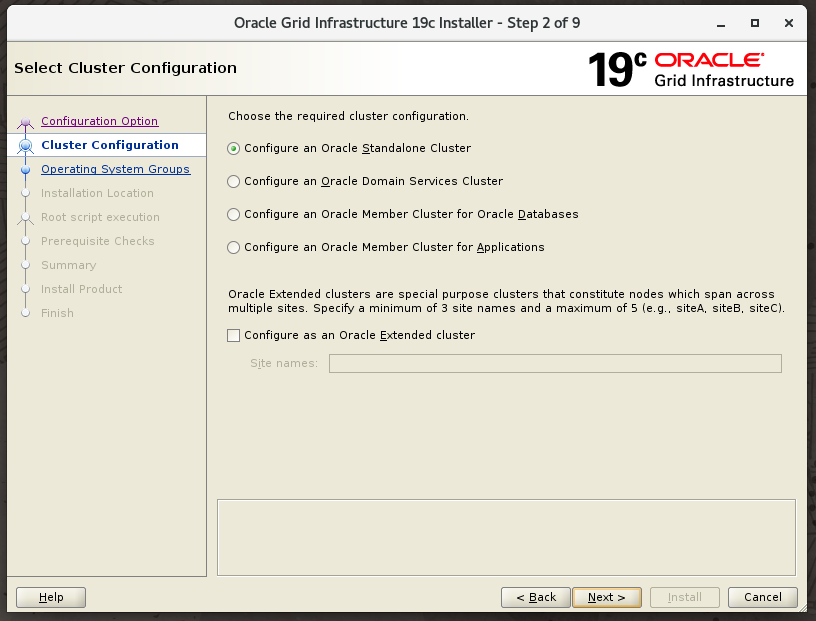 Oracle Grid Infrastructure 19c Installer - Step 2 of 9
Select Cluster Configuration
19c ORACLE
Grid Infrastructure
Configuration Option
Cluster Configuration
Operating System Groups
Installation Location
Root script execution
Prerequisite Checks
Summary
Install Product
Finish
Choose the required cluster configuration.
Configure an Oracle Standalone Cluster
Configure an Oracle Domain Services Cluster
Configure an Oracle Member Cluster for Oracle Databases
Configure an Oracle Member Cluster for Applications
Oracle Extended clusters are special purpose clusters that constitute nodes which span across
multiple sites. Specify a minimum of 3 site names and a maximum of 5 (e.g., siteA, siteB, siteC).
Configure as an Oracle Extended cluster
Site names:
Help
< Back
Next >
Install
Cancel